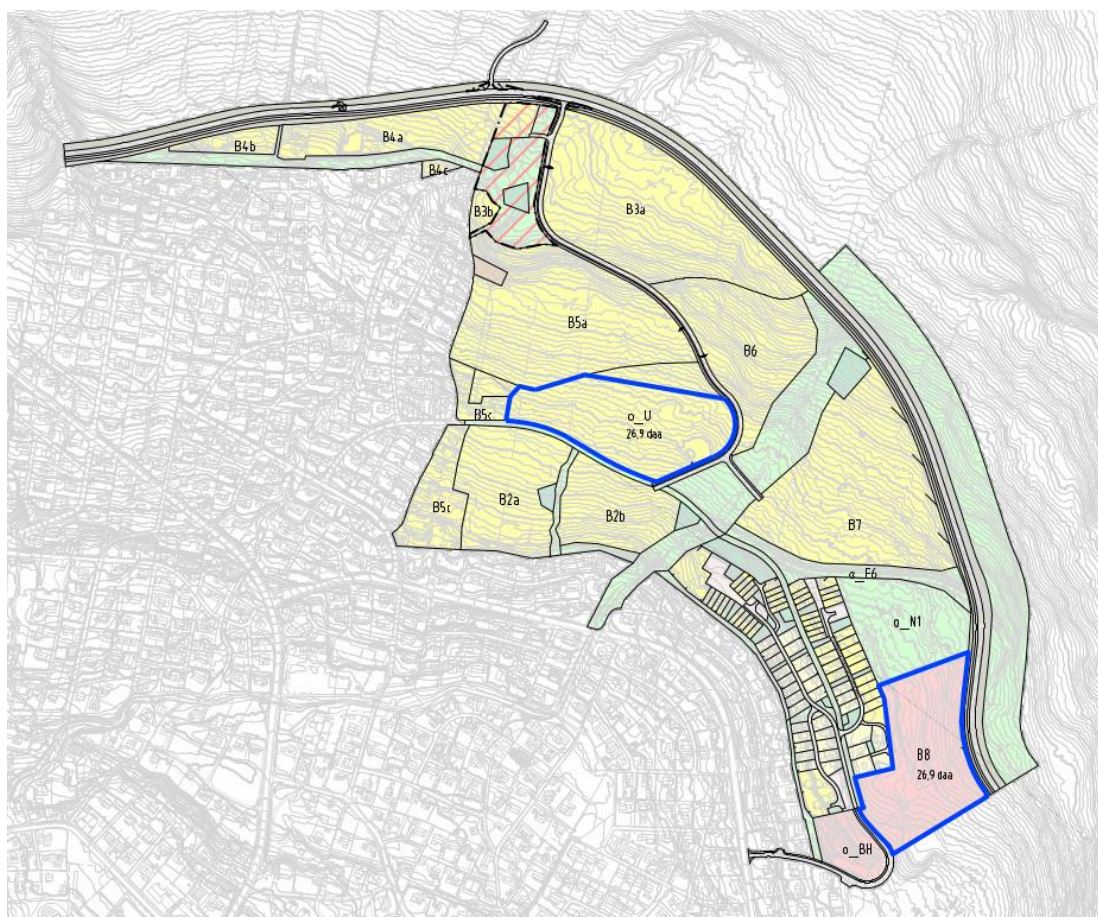 B4b
B4a
B4c
B3b
B3a
B5a
B6
B5c
o_U
26,9 daa
B5c
B2a
B2b
B7
o_F6
o_N1
B8
26,9 daa
o_BH